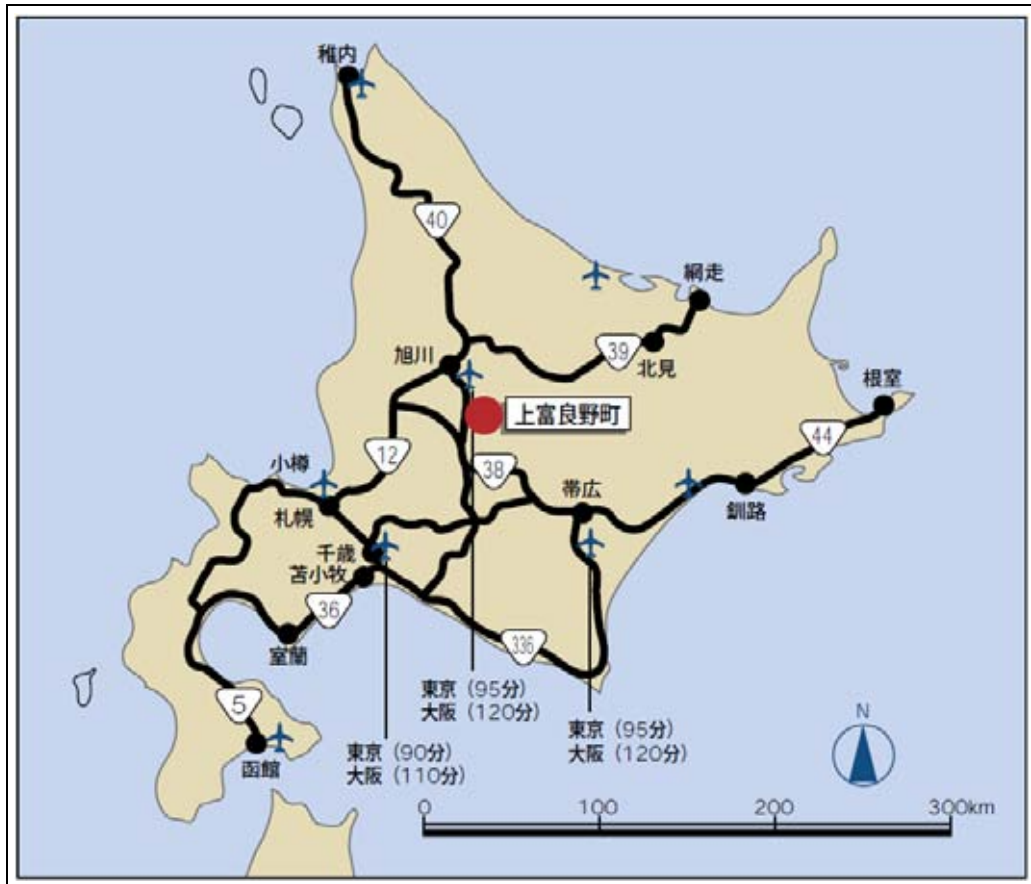 稚内
40
網走
39
北見
旭川
根室
上富良野町
44
12
38
小樽
帯広
釧路
札幌
千歳
苫小牧
36
室蘭
336
5
東京（95分）
大阪（120分）
東京（95分）
大阪（120分）
東京（90分）
大阪（110分）
函館
N
0
100
200
300km